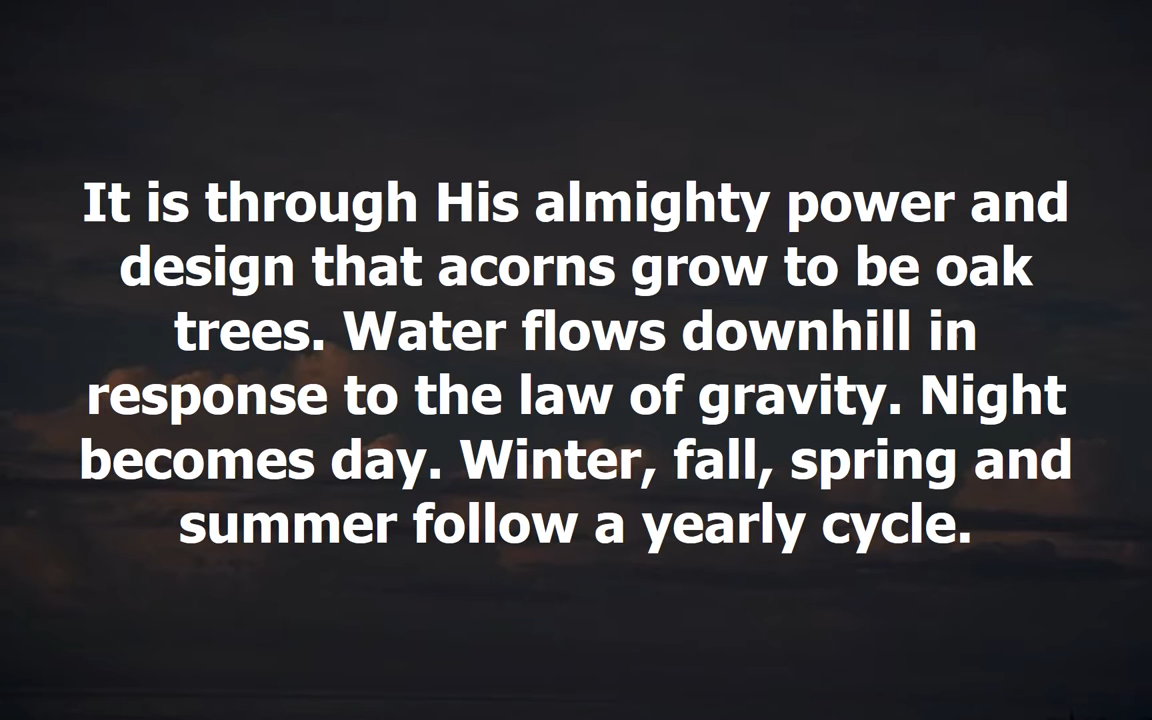 It is through His almighty power and
design that acorns grow to be oak
trees. Water flows downhill in
response to the law of gravity. Night
becomes day. Winter, fall, spring and
summer follow a yearly cycle.